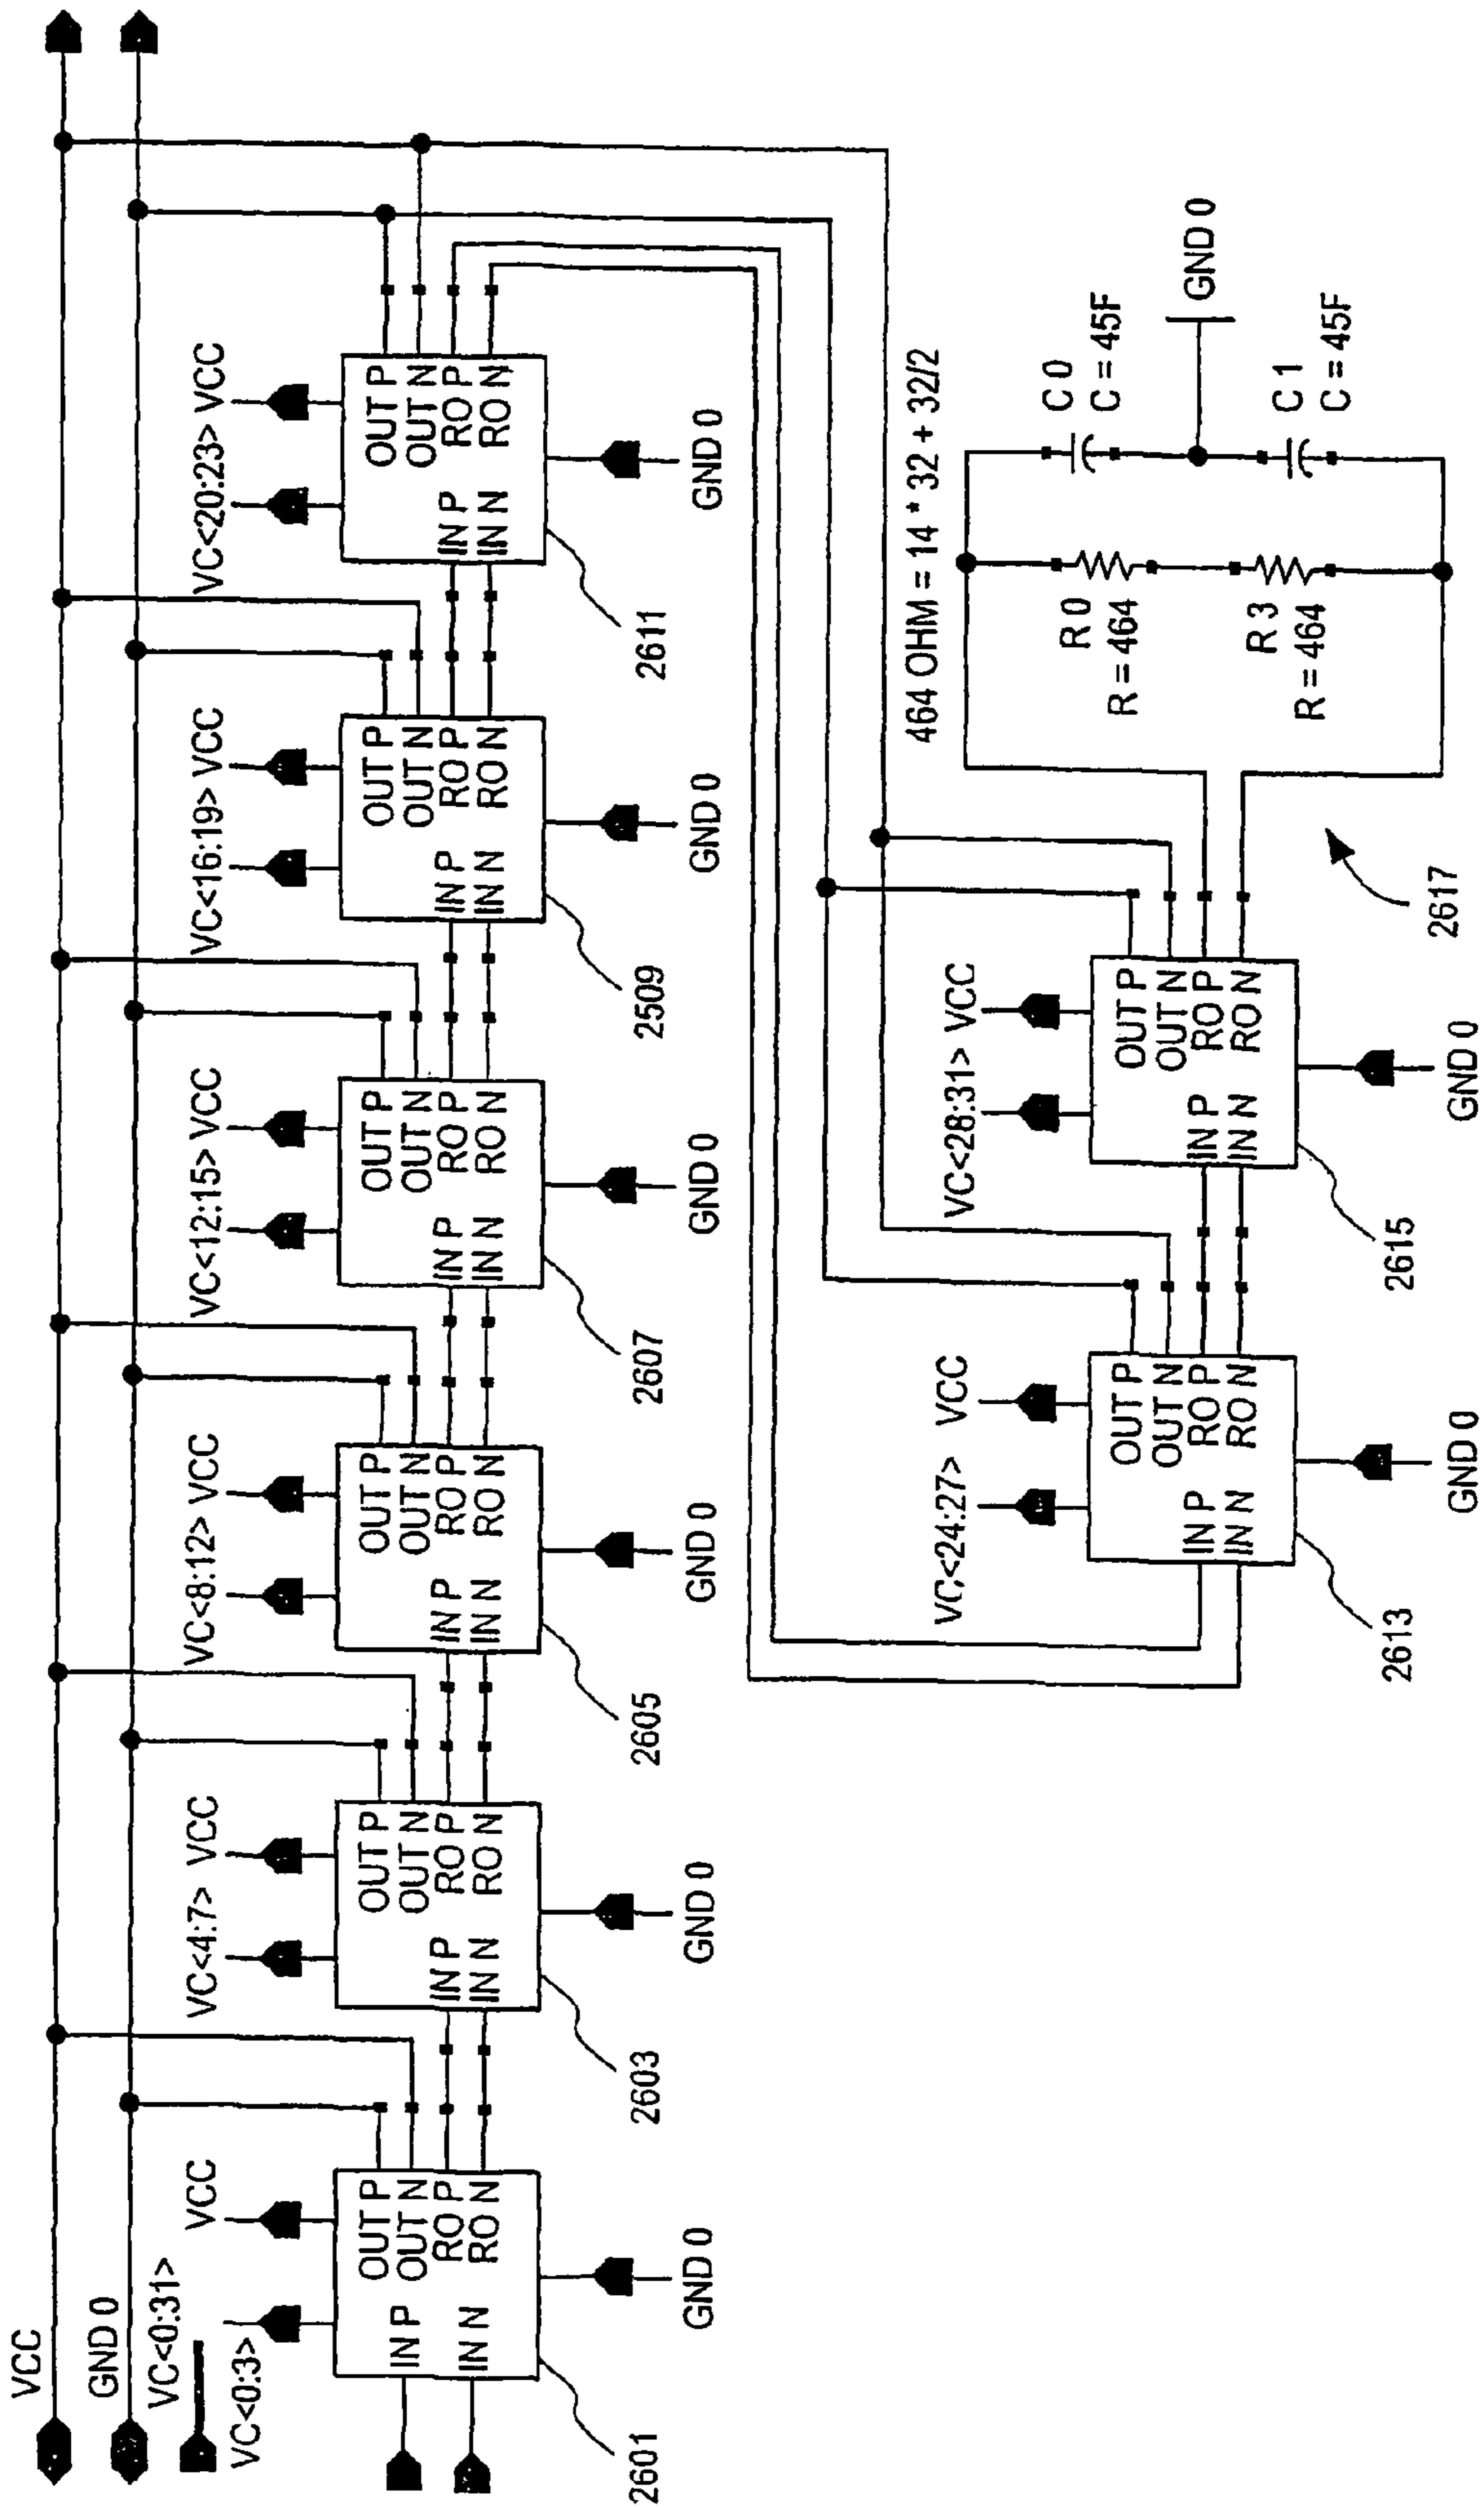 VCC
GND 0
VC<0:31>
VC<0:3>
VCC
IN P
IN N
OUT P
OUT N
RO P
RO N
GND 0
2601
VC<4:7> VCC
IN P
IN N
OUT P
OUT N
RO P
RO N
GND 0
2603
VC<8:12> VCC
IN P
IN N
OUT P
OUT N
RO P
RO N
GND 0
2605
VC<12:15> VCC
IN P
IN N
OUT P
OUT N
RO P
RO N
GND 0
2607
VC<16:19> VCC
IN P
IN N
OUT P
OUT N
RO P
RO N
GND 0
2509
VC<20:23> VCC
IN P
IN N
OUT P
OUT N
RO P
RO N
GND 0
2611
VC,<24:27> VCC
IN P
IN N
OUT P
OUT N
RO P
RO N
GND 0
2613
VC<28:31> VCC
IN P
IN N
OUT P
OUT N
RO P
RO N
GND 0
2615
2617
464 OHM = 14 * 32 + 32/2
R 0
R = 464
R 3
R = 464
C 0
C = 45F
C 1
C = 45F
GND 0